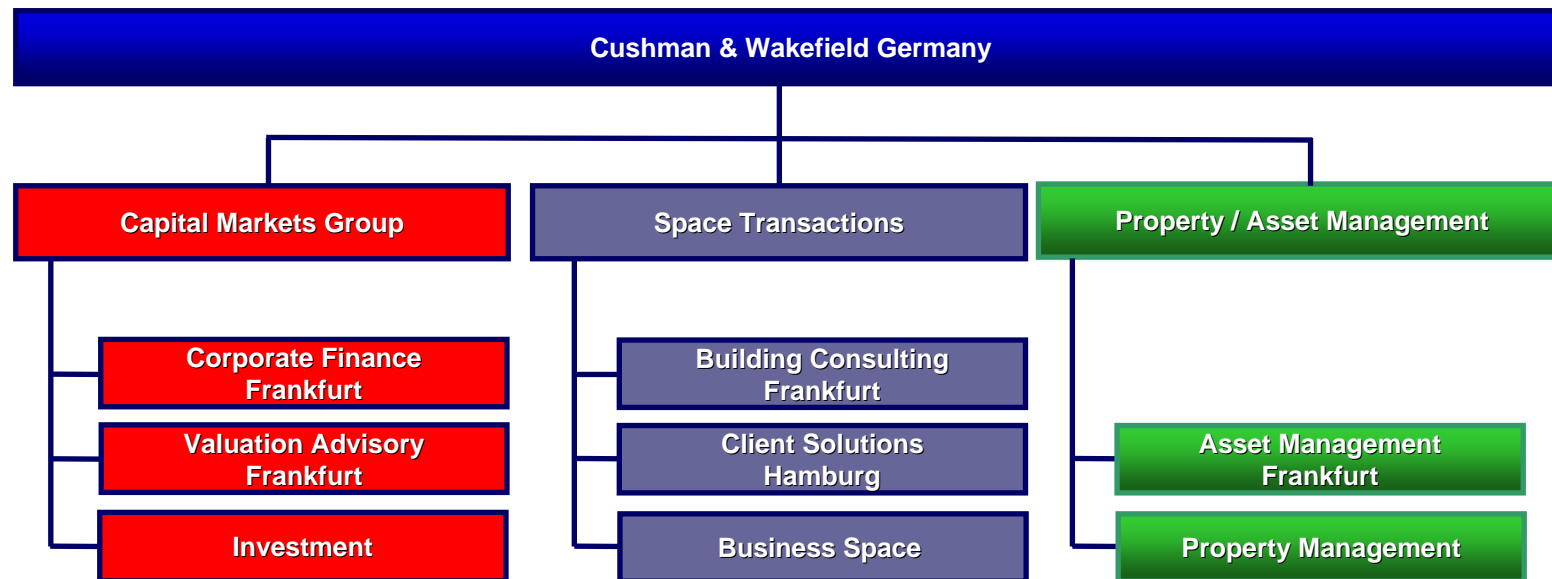 Cushman & Wakefield Germany
Capital Markets Group
Space Transactions
Property / Asset Management
Corporate Finance
Frankfurt
Building Consulting
Frankfurt
Valuation Advisory
Frankfurt
Client Solutions
Hamburg
Asset Management
Frankfurt
Investment
Business Space
Property Management